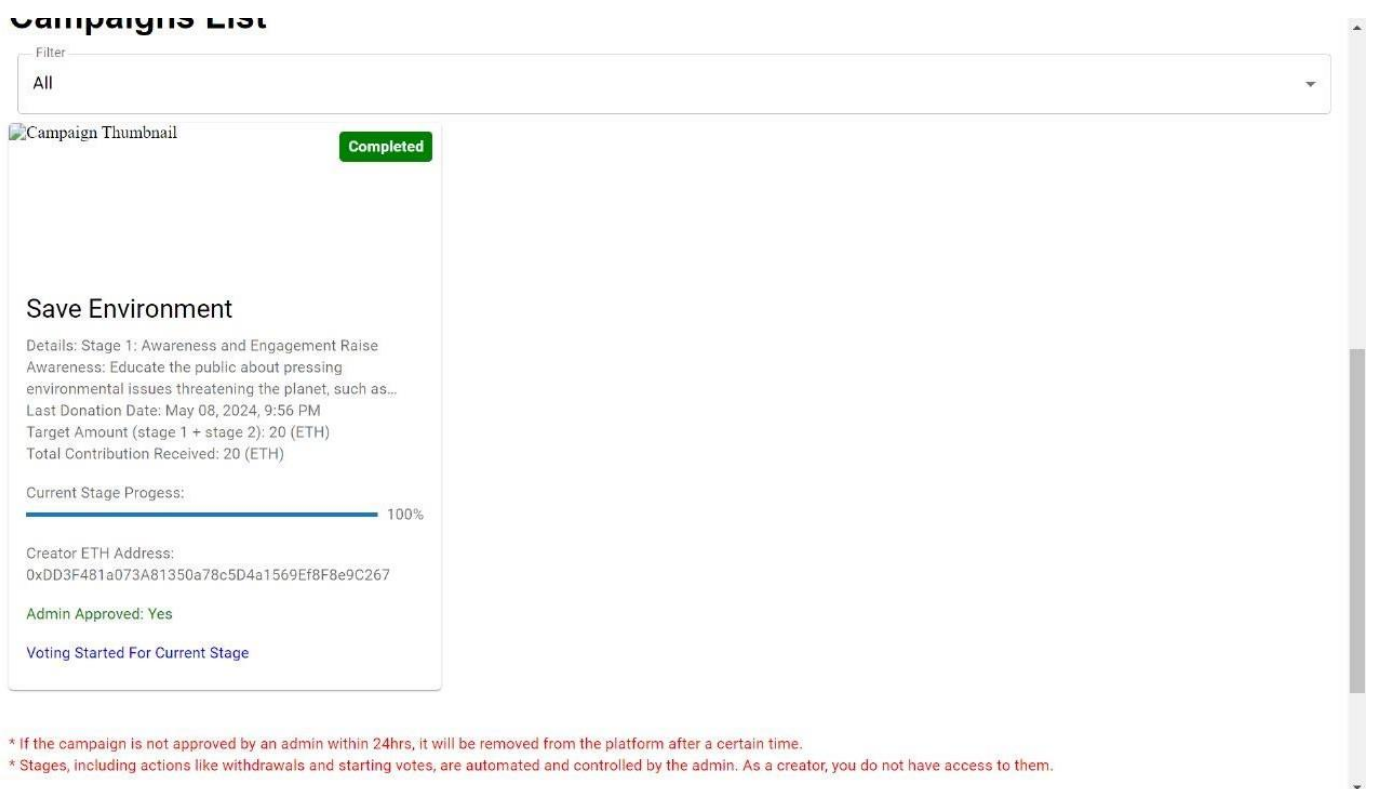 Campaigns List
Filter
All
Campaign Thumbnail
Completed
Save Environment
Details: Stage 1: Awareness and Engagement Raise
Awareness: Educate the public about pressing
environmental issues threatening the planet, such as...
Last Donation Date: May 08, 2024, 9:56 PM
Target Amount (stage 1 + stage 2): 20 (ETH)
Total Contribution Received: 20 (ETH)
Current Stage Progess:
100%
Creator ETH Address:
0xDD3F481a073A81350a78c5D4a1569Ef8F8e9C267
Admin Approved: Yes
Voting Started For Current Stage
* If the campaign is not approved by an admin within 24hrs, it will be removed from the platform after a certain time.
* Stages, including actions like withdrawals and starting votes, are automated and controlled by the admin. As a creator, you do not have access to them.